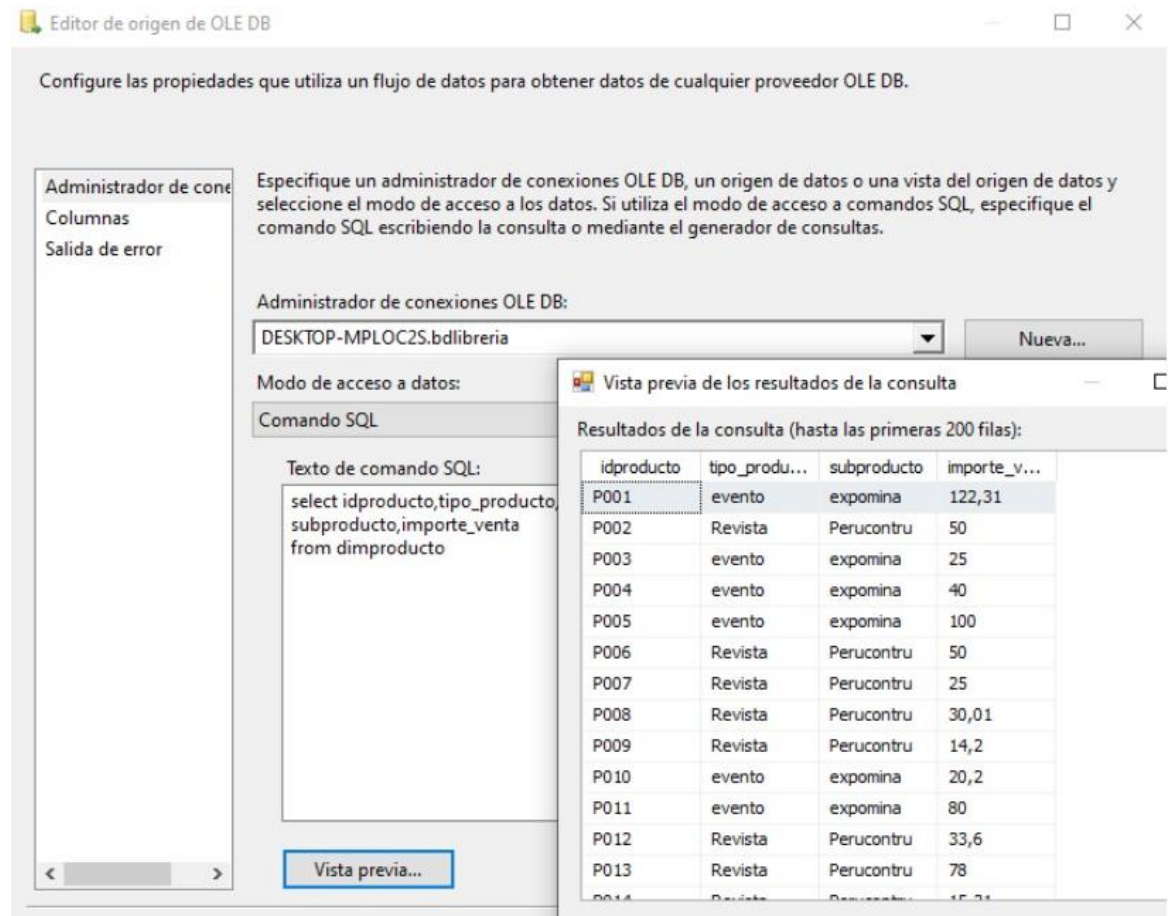 Editor de origen de OLE DB
Configure las propiedades que utiliza un flujo de datos para obtener datos de cualquier proveedor OLE DB.
Administrador de cone
Columnas
Salida de error
Especifique un administrador de conexiones OLE DB, un origen de datos o una vista del origen de datos y
seleccione el modo de acceso a los datos. Si utiliza el modo de acceso a comandos SQL, especifique el
comando SQL escribiendo la consulta o mediante el generador de consultas.
Administrador de conexiones OLE DB:
DESKTOP-MPLOC2S.bdlibreria
Nueva...
Modo de acceso a datos:
Comando SQL
Texto de comando SQL:
select idproducto,tipo_producto,
subproducto,importe_venta
from dimproducto
Vista previa...
Vista previa de los resultados de la consulta
Resultados de la consulta (hasta las primeras 200 filas):
idproducto tipo_produ... subproducto importe_v...
P001 evento expomina 122,31
P002 Revista Perucontru 50
P003 evento expomina 25
P004 evento expomina 40
P005 evento expomina 100
P006 Revista Perucontru 50
P007 Revista Perucontru 25
P008 Revista Perucontru 30,01
P009 Revista Perucontru 14,2
P010 evento expomina 20,2
P011 evento expomina 80
P012 Revista Perucontru 33,6
P013 Revista Perucontru 78